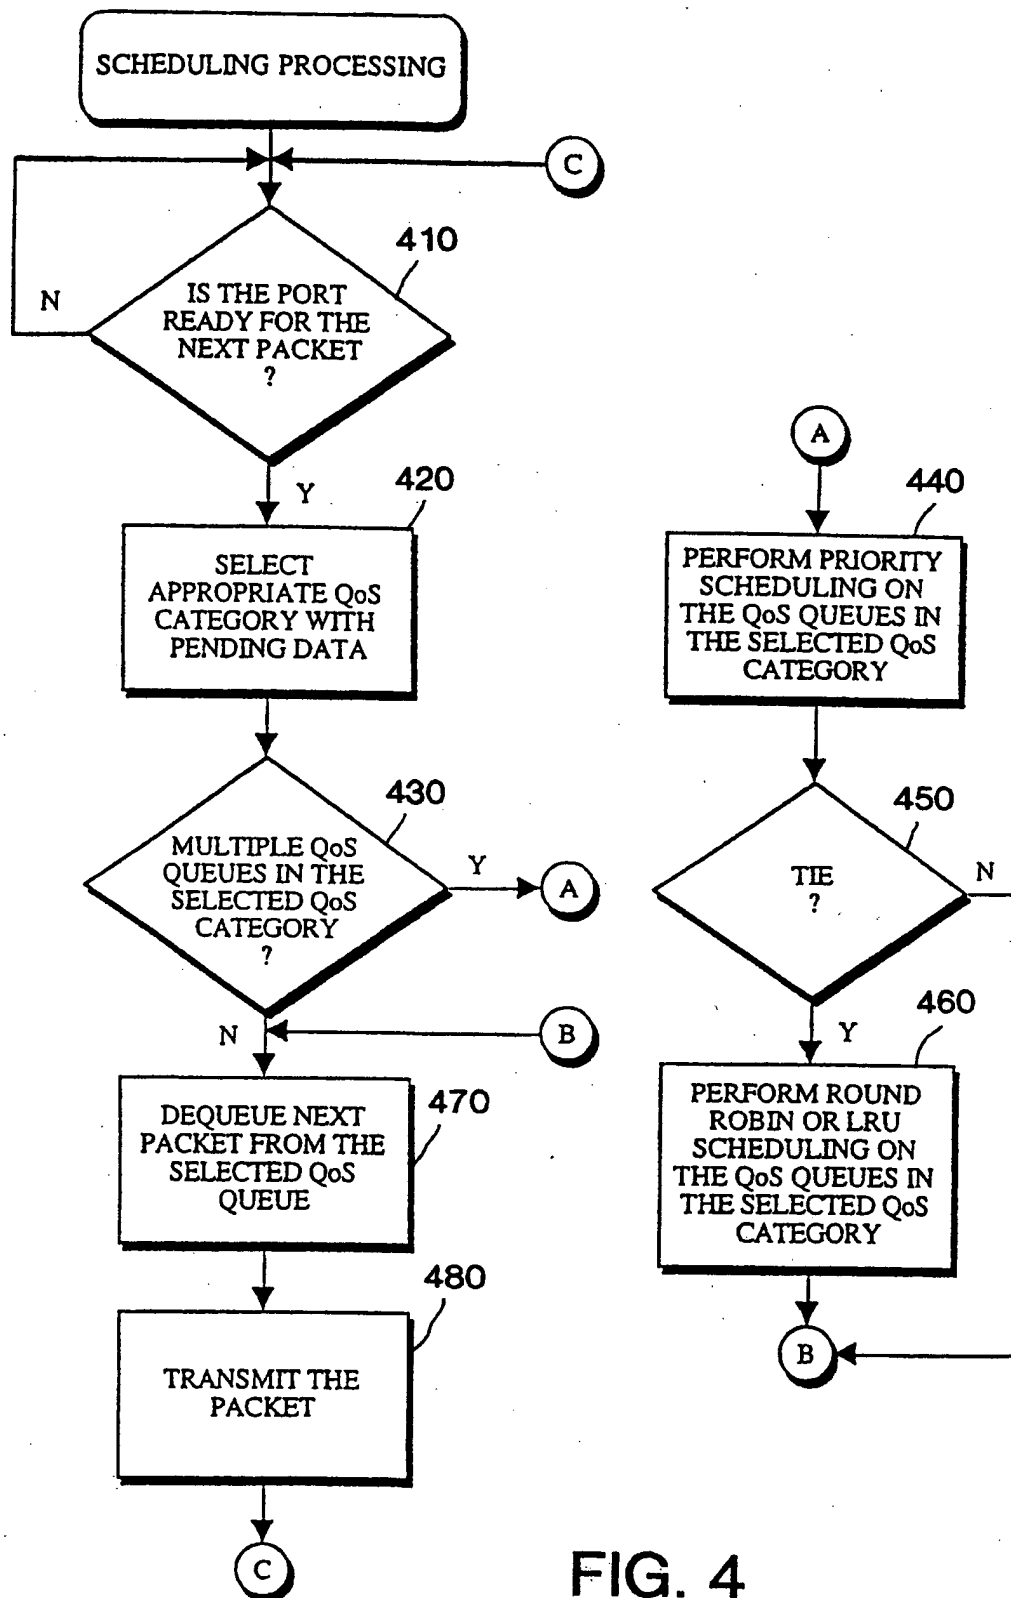 SCHEDULING PROCESSING
C
410
N
IS THE PORT
READY FOR THE
NEXT PACKET
?
Y
420
SELECT
APPROPRIATE QoS
CATEGORY WITH
PENDING DATA
430
MULTIPLE QoS
QUEUES IN THE
SELECTED QoS
CATEGORY
?
Y
A
N
B
470
DEQUEUE NEXT
PACKET FROM THE
SELECTED QoS
QUEUE
480
TRANSMIT THE
PACKET
C
A
440
PERFORM PRIORITY
SCHEDULING ON
THE QoS QUEUES IN
THE SELECTED QoS
CATEGORY
450
TIE
?
N
Y
460
PERFORM ROUND
ROBIN OR LRU
SCHEDULING ON
THE QoS QUEUES IN
THE SELECTED QoS
CATEGORY
B
FIG. 4